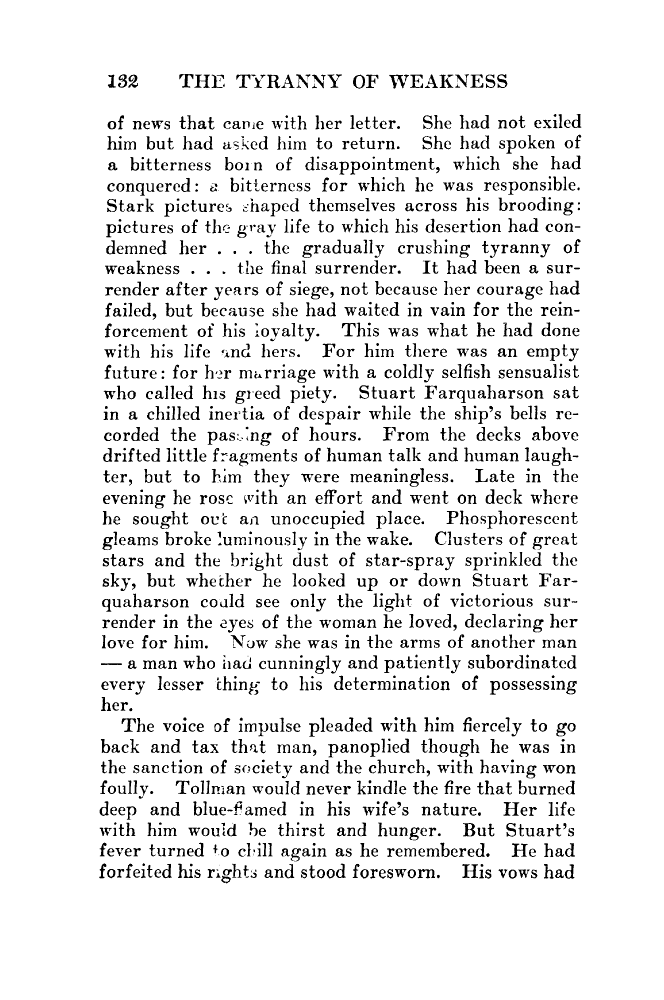 132 THE TYRANNY OF WEAKNESS
of news that came with her letter. She had not exiled
him but had asked him to return. She had spoken of
a bitterness born of disappointment, which she had
conquered: a bitterness for which he was responsible.
Stark pictures shaped themselves across his brooding:
pictures of the gray life to which his desertion had con-
demned her . . . the gradually crushing tyranny of
weakness . . . the final surrender. It had been a sur-
render after years of siege, not because her courage had
failed, but because she had waited in vain for the rein-
forcement of his loyalty. This was what he had done
with his life and hers. For him there was an empty
future: for her marriage with a coldly selfish sensualist
who called his greed piety. Stuart Farquaharson sat
in a chilled inertia of despair while the ship's bells re-
corded the passing of hours. From the decks above
drifted little fragments of human talk and human laugh-
ter, but to him they were meaningless. Late in the
evening he rose with an effort and went on deck where
he sought out an unoccupied place. Phosphorescent
gleams broke luminously in the wake. Clusters of great
stars and the bright dust of star-spray sprinkled the
sky, but whether he looked up or down Stuart Far-
quaharson could see only the light of victorious sur-
render in the eyes of the woman he loved, declaring her
love for him. Now she was in the arms of another man
— a man who had cunningly and patiently subordinated
every lesser thing to his determination of possessing
her.
The voice of impulse pleaded with him fiercely to go
back and tax that man, panoplied though he was in
the sanction of society and the church, with having won
foully. Tollman would never kindle the fire that burned
deep and blue-flamed in his wife's nature. Her life
with him would be thirst and hunger. But Stuart's
fever turned to chill again as he remembered. He had
forfeited his rights and stood foresworn. His vows had